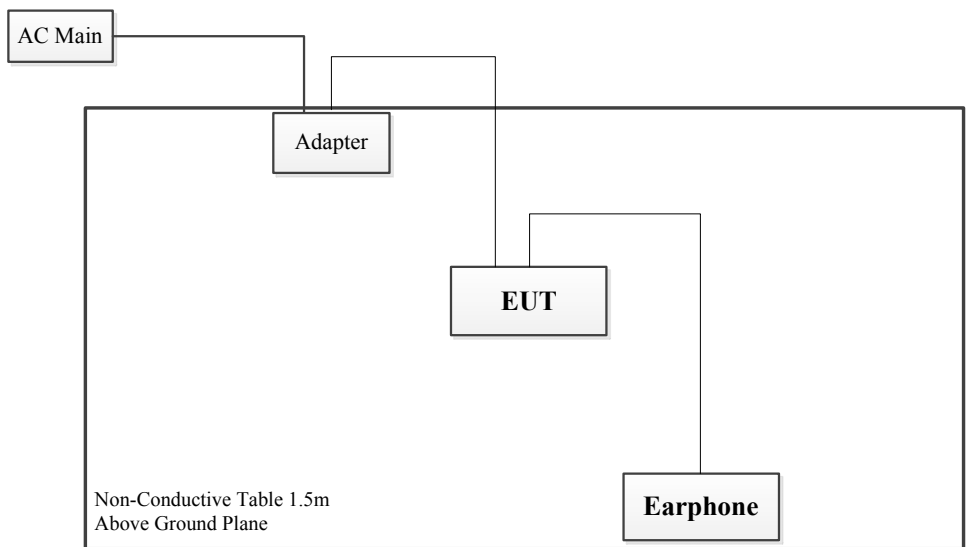 AC Main
Adapter
EUT
Earphone
Non-Conductive Table 1.5m
Above Ground Plane